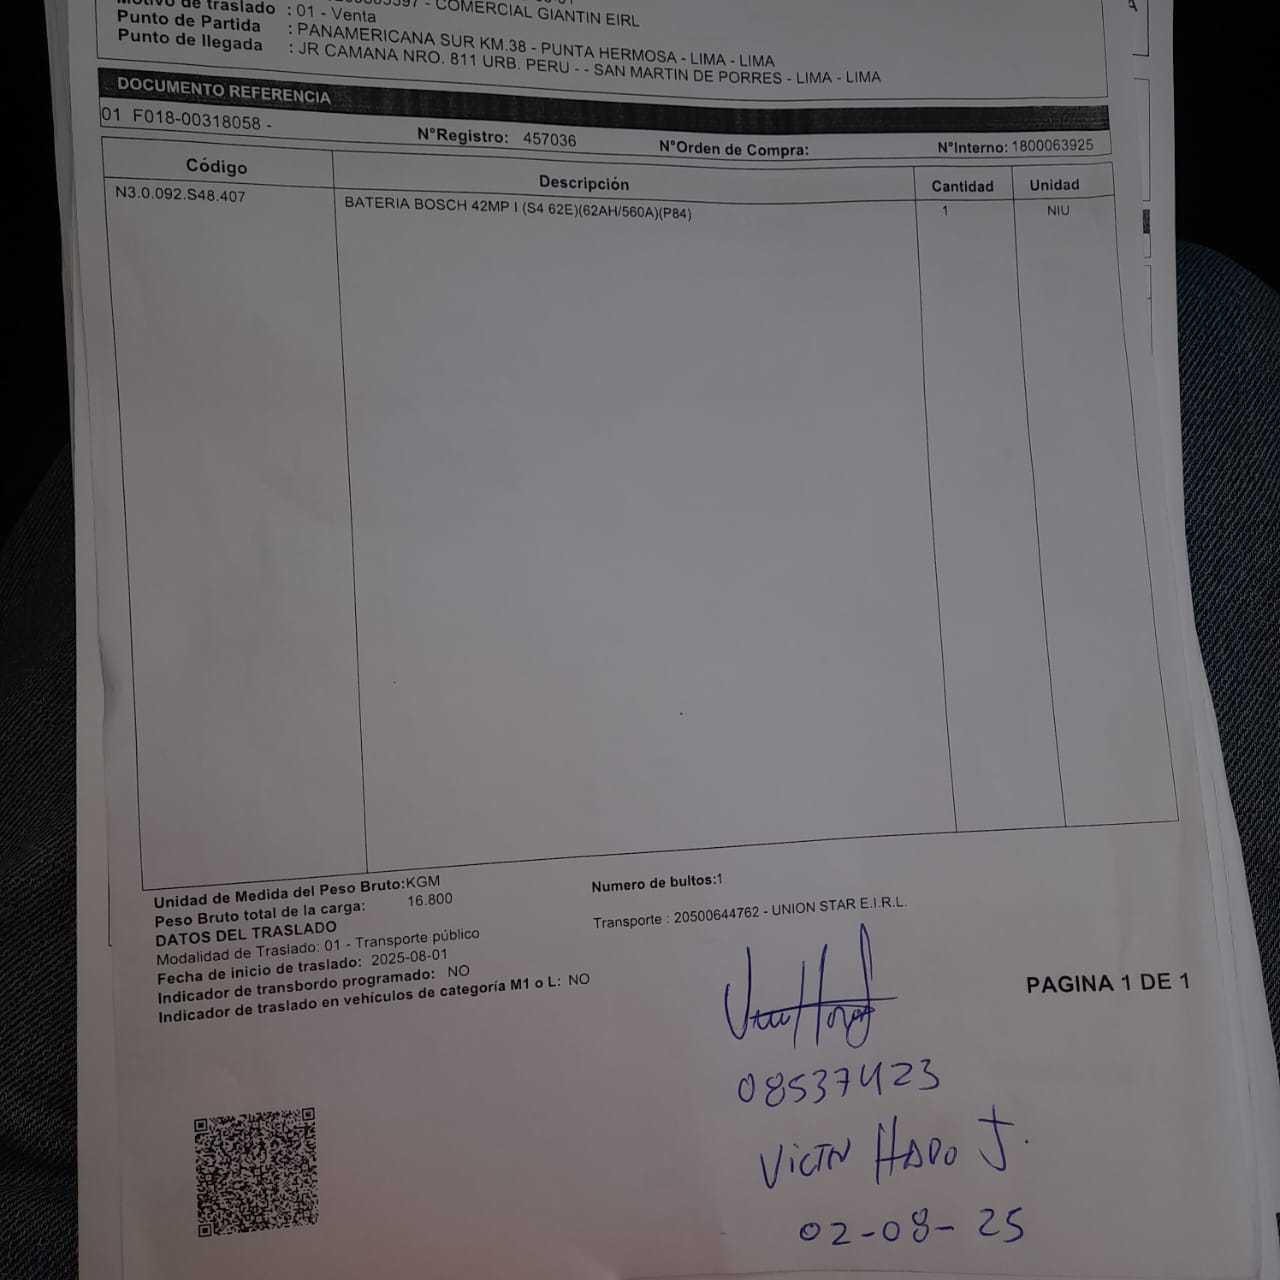 COMERCIAL GIANTIN EIRL
Motivo de traslado : 01 - Venta
Punto de Partida : PANAMERICANA SUR KM.38 - PUNTA HERMOSA - LIMA - LIMA
Punto de llegada : JR CAMANA NRO. 811 URB. PERU - - SAN MARTIN DE PORRES - LIMA - LIMA
DOCUMENTO REFERENCIA
01 F018-00318058 - N°Registro: 457036 N°Orden de Compra: N°Interno: 1800063925
Código Descripción Cantidad Unidad
N3.0.092.S48.407 BATERIA BOSCH 42MP I (S4 62E)(62AH/560A)(P84) 1 NIU
Unidad de Medida del Peso Bruto:KGM Numero de bultos:1
Peso Bruto total de la carga: 16.800
DATOS DEL TRASLADO Transporte : 20500644762 - UNION STAR E.I.R.L.
Modalidad de Traslado: 01 - Transporte público
Fecha de inicio de traslado: 2025-08-01
Indicador de transbordo programado: NO
Indicador de traslado en vehículos de categoría M1 o L: NO
PAGINA 1 DE 1
08537423
02-08-25